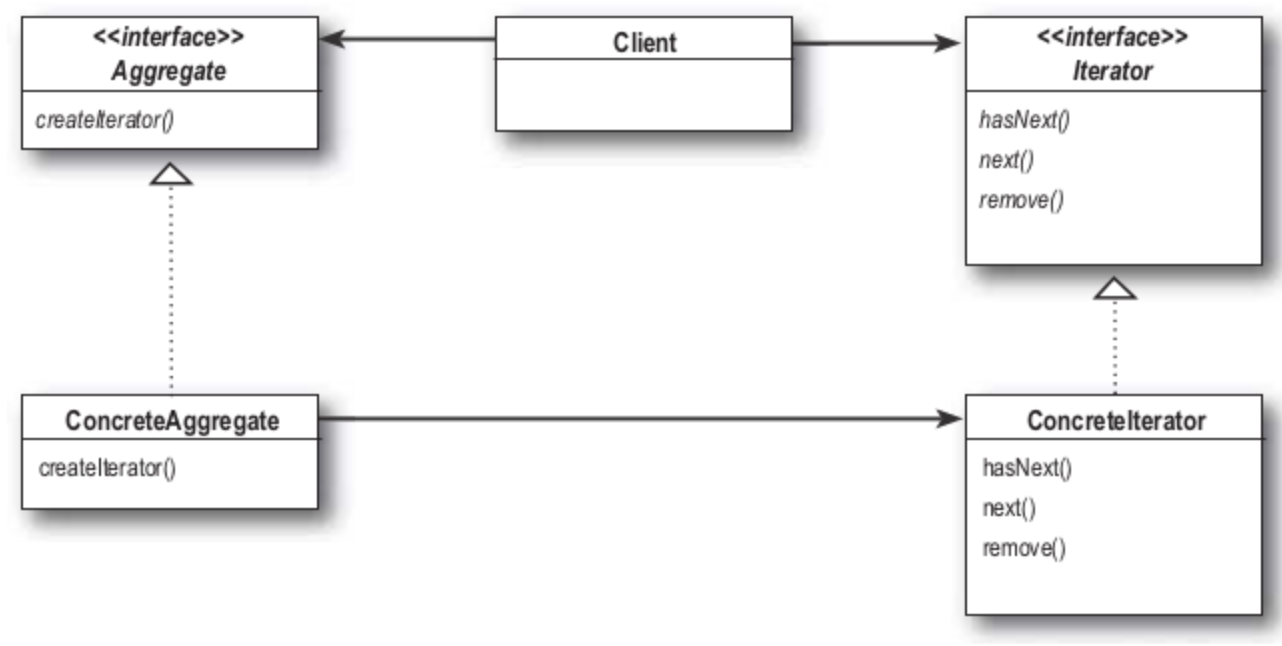 <<interface>>
Aggregate
createIterator()
Client
<<interface>>
Iterator
hasNext()
next()
remove()
ConcreteAggregate
createIterator()
ConcreteIterator
hasNext()
next()
remove()